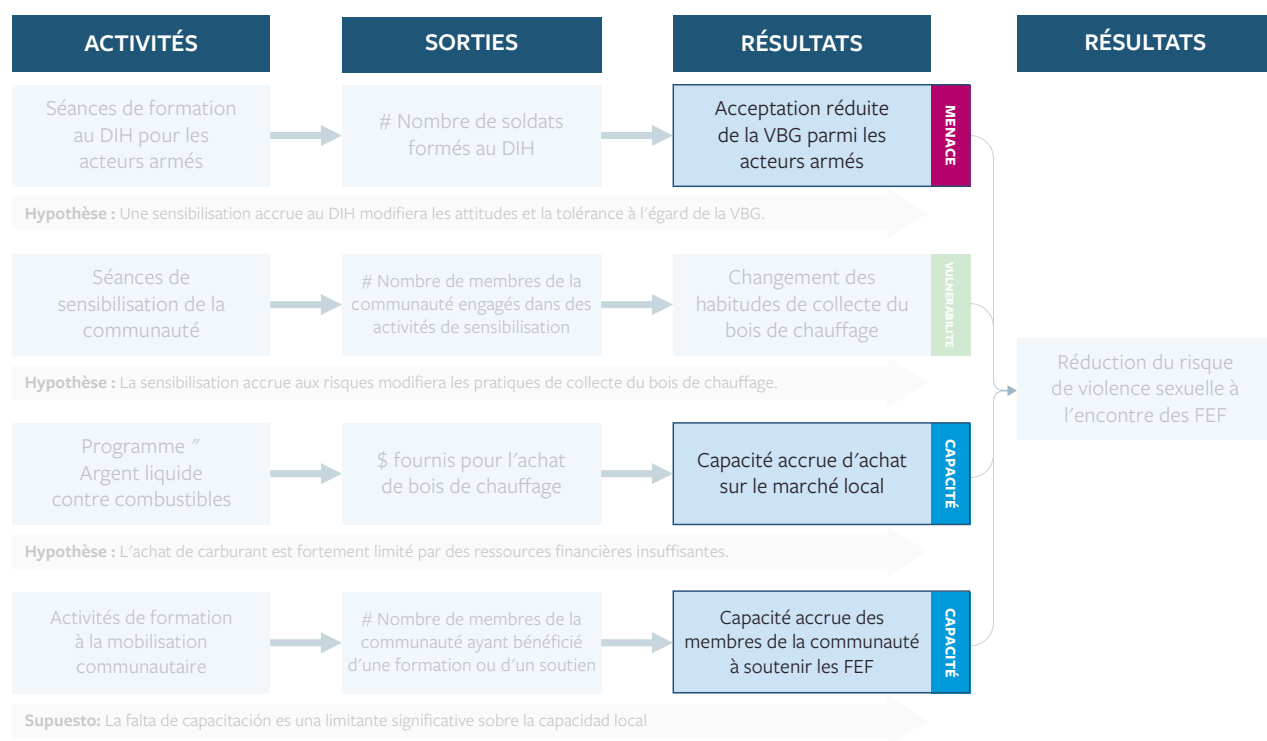 ACTIVITÉS
SORTIES
RÉSULTATS
RÉSULTATS
Séances de formation
au DIH pour les
acteurs armés
# Nombre de soldats
formés au DIH
Acceptation réduite
de la VBG parmi les
acteurs armés
MENACE
Hypothèse : Une sensibilisation accrue au DIH modifiera les attitudes et la tolérance à l'égard de la VBG.
Séances de
sensibilisation de la
communauté
# Nombre de membres de la
communauté engagés dans des
activités de sensibilisation
Changement des
habitudes de collecte du
bois de chauffage
VULNERABILITE
Hypothèse : La sensibilisation accrue aux risques modifiera les pratiques de collecte du bois de chauffage.
Réduction du risque
de violence sexuelle à
l'encontre des FEF
Programme "
Argent liquide
contre combustibles
$ fournis pour l'achat
de bois de chauffage
Capacité accrue d'achat
sur le marché local
CAPACITÉ
Hypothèse : L'achat de carburant est fortement limité par des ressources financières insuffisantes.
Activités de formation
à la mobilisation
communautaire
# Nombre de membres de la
communauté ayant bénéficié
d'une formation ou d'un soutien
Capacité accrue des
membres de la communauté
à soutenir les FEF
CAPACITÉ
Supuesto: La falta de capacitación es una limitante significativa sobre la capacidad local